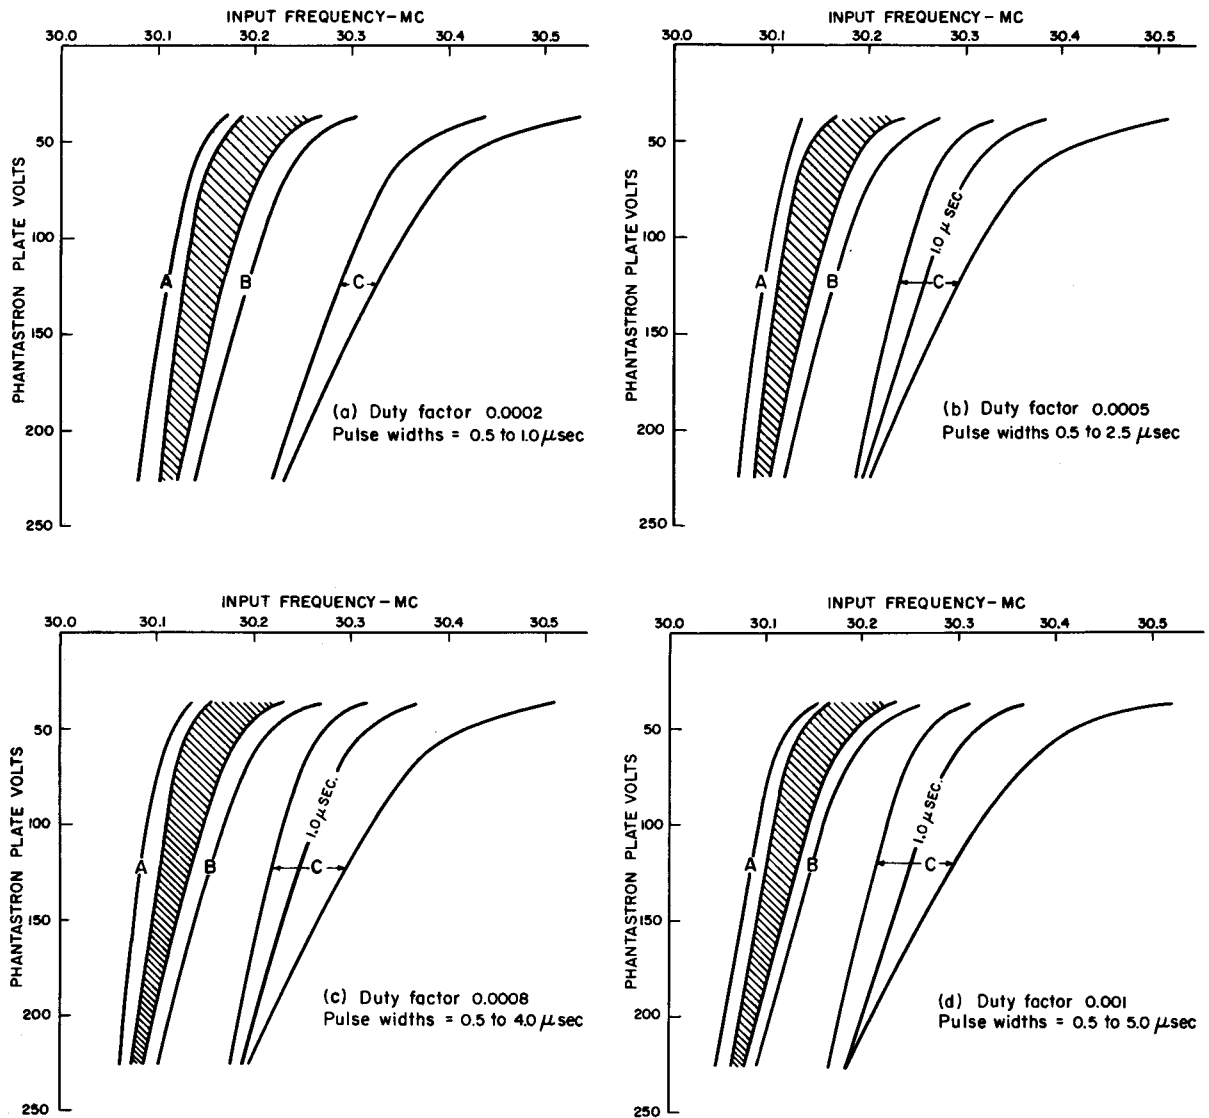 INPUT FREQUENCY-MC
30.0 30.1 30.2 30.3 30.4 30.5
PHANTASTRON PLATE VOLTS
50
100
150
200
250
A
B
C
(a) Duty factor 0.0002
Pulse widths = 0.5 to 1.0 μsec
INPUT FREQUENCY-MC
30.0 30.1 30.2 30.3 30.4 30.5
PHANTASTRON PLATE VOLTS
50
100
150
200
250
A
B
C
1.0 μ SEC
(b) Duty factor 0.0005
Pulse widths 0.5 to 2.5 μsec
INPUT FREQUENCY-MC
30.0 30.1 30.2 30.3 30.4 30.5
PHANTASTRON PLATE VOLTS
50
100
150
200
250
A
B
C
1.0 μSEC.
(c) Duty factor 0.0008
Pulse widths = 0.5 to 4.0 μsec
INPUT FREQUENCY-MC
30.0 30.1 30.2 30.3 30.4 30.5
PHANTASTRON PLATE VOLTS
50
100
150
200
250
A
B
C
1.0 μSEC.
(d) Duty factor 0.001
Pulse widths = 0.5 to 5.0 μsec